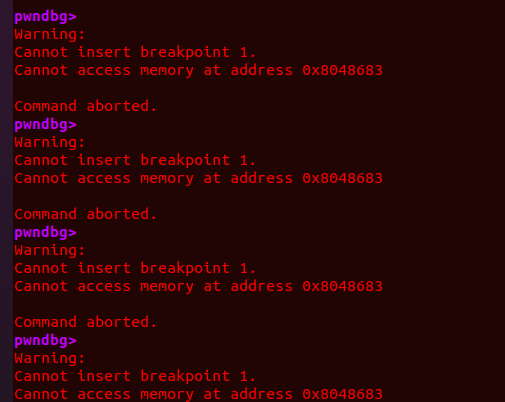 pwndbg>
Warning:
Cannot insert breakpoint 1.
Cannot access memory at address 0x8048683
Command aborted.
pwndbg>
Warning:
Cannot insert breakpoint 1.
Cannot access memory at address 0x8048683
Command aborted.
pwndbg>
Warning:
Cannot insert breakpoint 1.
Cannot access memory at address 0x8048683
Command aborted.
pwndbg>
Warning:
Cannot insert breakpoint 1.
Cannot access memory at address 0x8048683